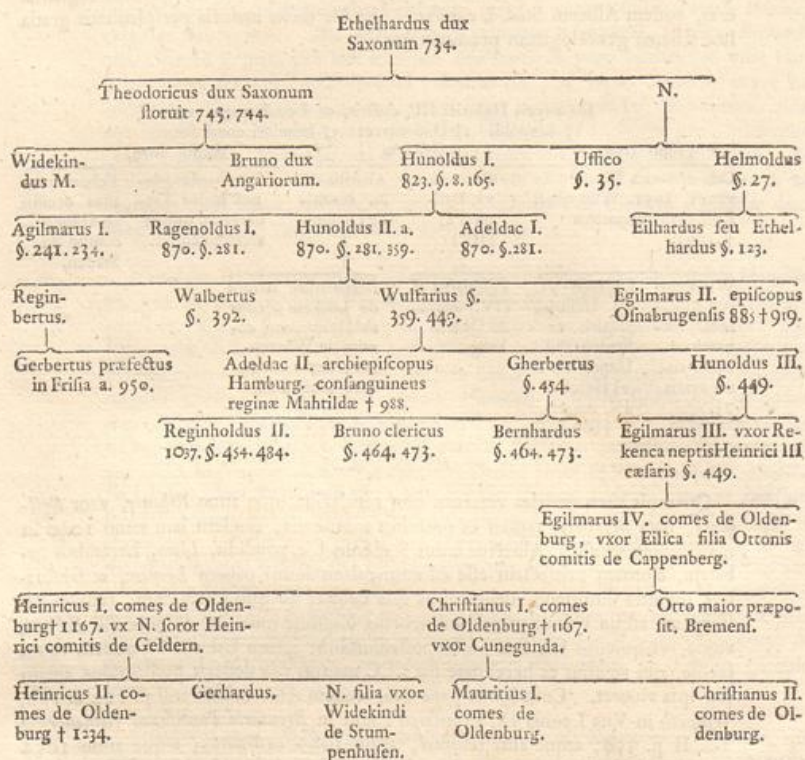 Ethelhardus dux
Saxonum 734.
Theodoricus dux Saxonum
floruit 743. 744.
N.
Widekin-
dus M.
Bruno dux
Angariorum.
Hunoldus I.
823. §. 8. 165.
Uffico
§. 35.
Helmoldus
§. 27.
Agilmarus I.
§. 241. 234.
Ragenoldus I.
870. §. 281.
Hunoldus II. a.
870. §. 281. 359.
Adeldac I.
870. §. 281.
Eilhardus ſeu Ethel-
hardus §. 123.
Regin-
bertus.
Walbertus
§. 392.
Wulfarius §.
359. 449.
Egilmarus II. epiſcopus
Oſnabrugenſis 885 † 919.
Gerbertus præfectus
in Friſia a. 950.
Adeldac II. archiepiſcopus
Hamburg. conſanguineus
reginæ Mahtildæ † 988.
Gherbertus
§. 454.
Hunoldus III.
§. 449.
Reginholdus II.
1037. §. 454. 484.
Bruno clericus
§. 464. 473.
Bernhardus
§. 464. 473.
Egilmarus III. vxor Re-
kenca neptis Heinrici III
cæſaris §. 449.
Egilmarus IV. comes de Olden-
burg, vxor Eilica filia Ottonis
comitis de Cappenberg.
Heinricus I. comes de Olden-
burg † 1167. vx N. ſoror Hein-
rici comitis de Geldern.
Chriſtianus I. comes
de Oldenburg † 1167.
vxor Cunegunda.
Otto maior præpo-
ſit. Bremenſ.
Heinricus II. co-
mes de Olden-
burg † 1234.
Gerhardus.
N. filia vxor
Widekindi
de Stum-
penhuſen.
Mauritius I.
comes de
Oldenburg.
Chriſtianus II.
comes de Ol-
denburg.